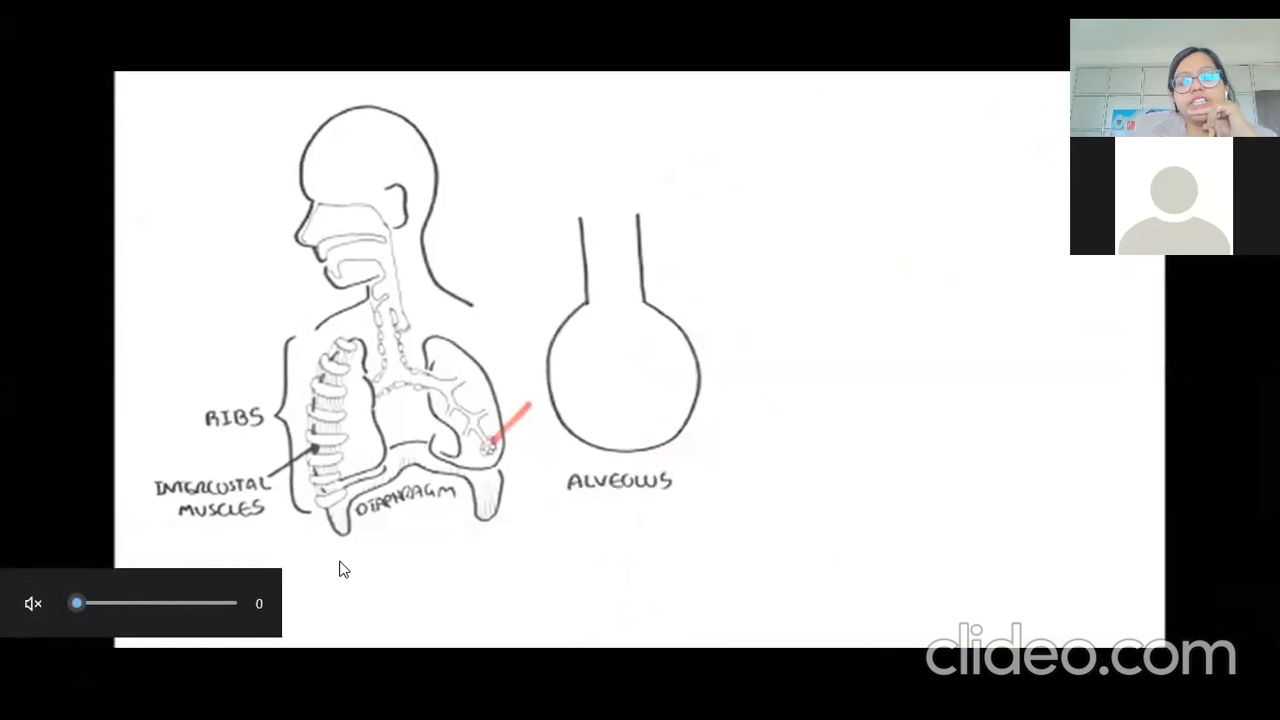 RIBS
INTERCOSTAL
MUSCLES
DIAPHRAGM
ALVEOLUS
0
clideo.com